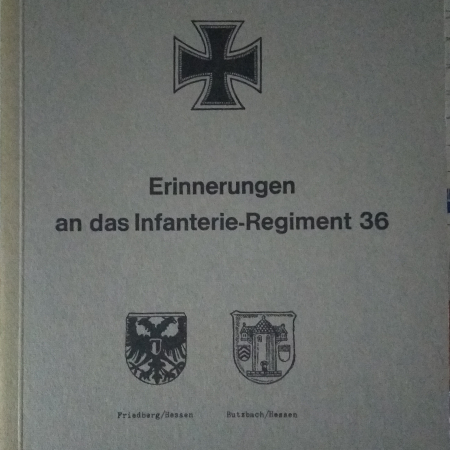 Erinnerungen
an das Infanterie-Regiment 36
Friedberg/Hessen
Butzbach/Hessen